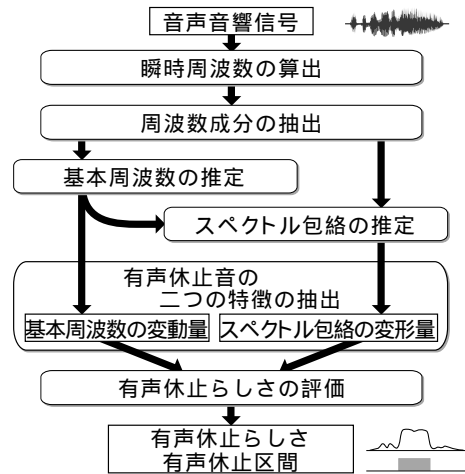 音声音響信号
瞬時周波数の算出
周波数成分の抽出
基本周波数の推定
スペクトル包絡の推定
有声休止音の
二つの特徴の抽出
基本周波数の変動量
スペクトル包絡の変形量
有声休止らしさの評価
有声休止らしさ
有声休止区間